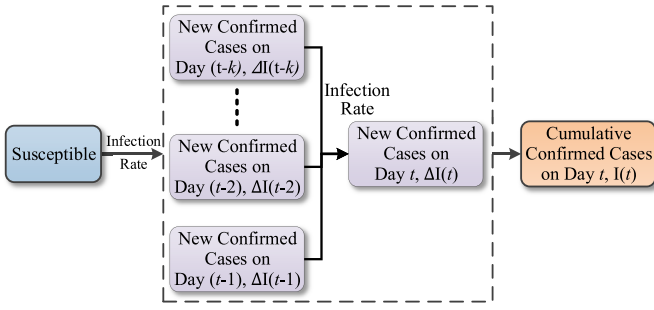 Susceptible
Infection
Rate
New Confirmed
Cases on
Day (t-k), ΔI(t-k)
New Confirmed
Cases on
Day (t-2), ΔI(t-2)
New Confirmed
Cases on
Day (t-1), ΔI(t-1)
Infection
Rate
New Confirmed
Cases on
Day t, ΔI(t)
Cumulative
Confirmed Cases
on Day t, I(t)